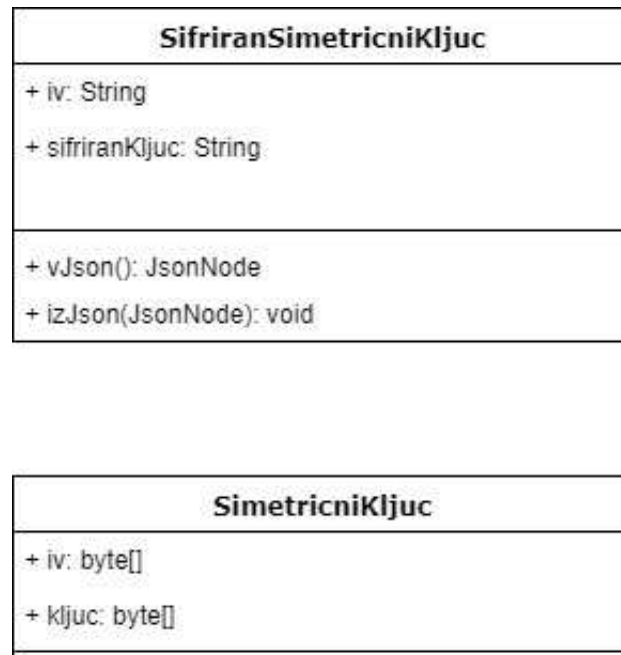 SifriranSimetricniKljuc
+ iv: String
+ sifriranKljuc: String
+ vJson(): JsonNode
+ izJson(JsonNode): void
SimetricniKljuc
+ iv: byte[]
+ kljuc: byte[]